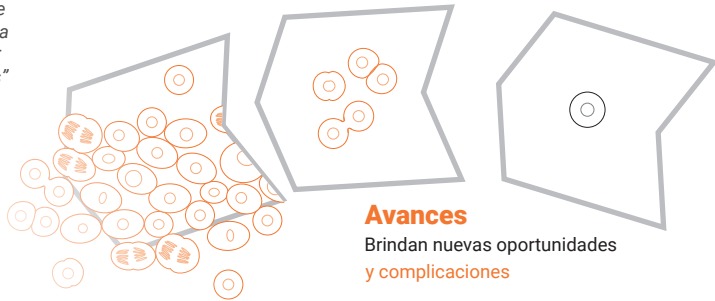 e
a
”
Avances
Brindan nuevas oportunidades
y complicaciones